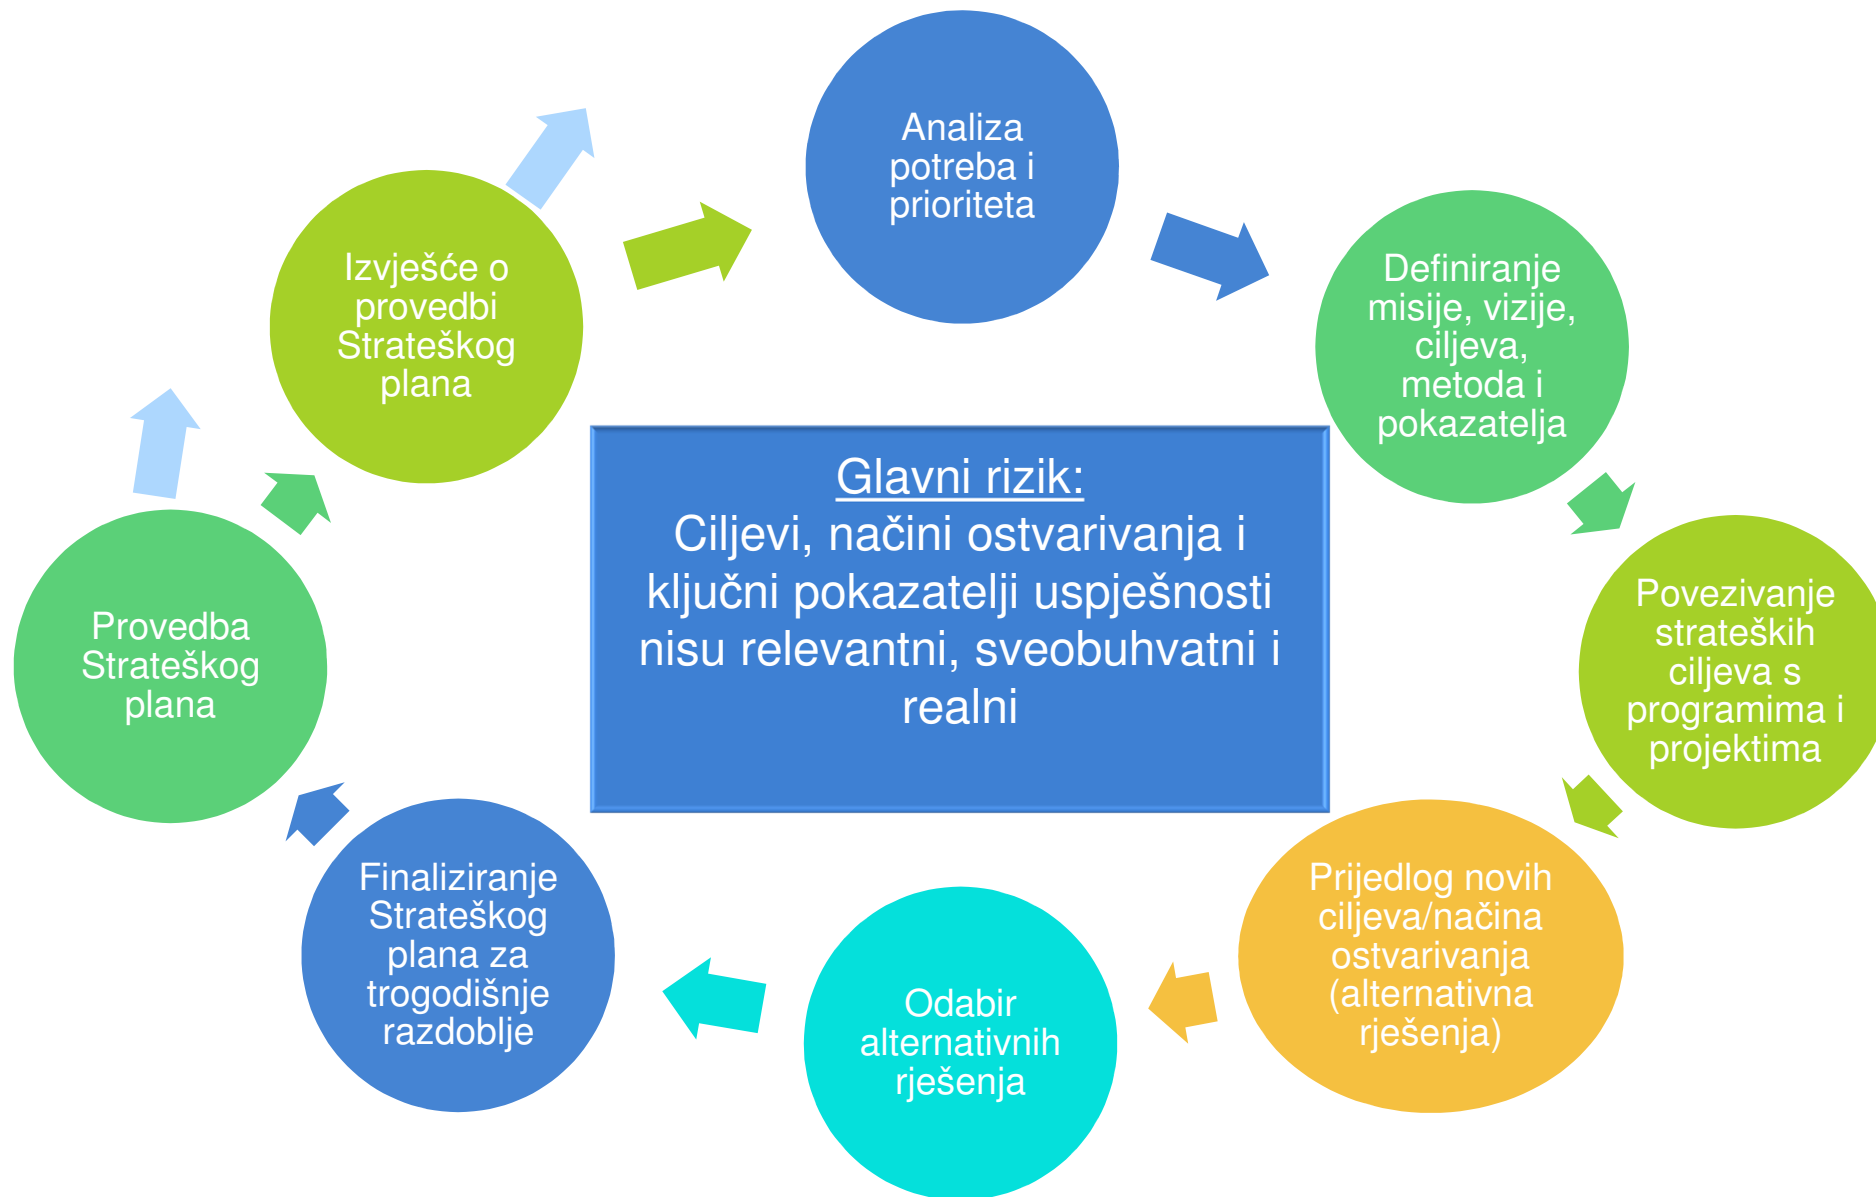 Analiza
potreba i
prioriteta
Definiranje
misije, vizije,
ciljeva,
metoda i
pokazatelja
Povezivanje
strateških
ciljeva s
programima i
projektima
Prijedlog novih
ciljeva/načina
ostvarivanja
(alternativna
rješenja)
Odabir
alternativnih
rješenja
Finaliziranje
Strateškog
plana za
trogodišnje
razdoblje
Provedba
Strateškog
plana
Izvješće o
provedbi
Strateškog
plana
Glavni rizik:
Ciljevi, načini ostvarivanja i
ključni pokazatelji uspješnosti
nisu relevantni, sveobuhvatni i
realni